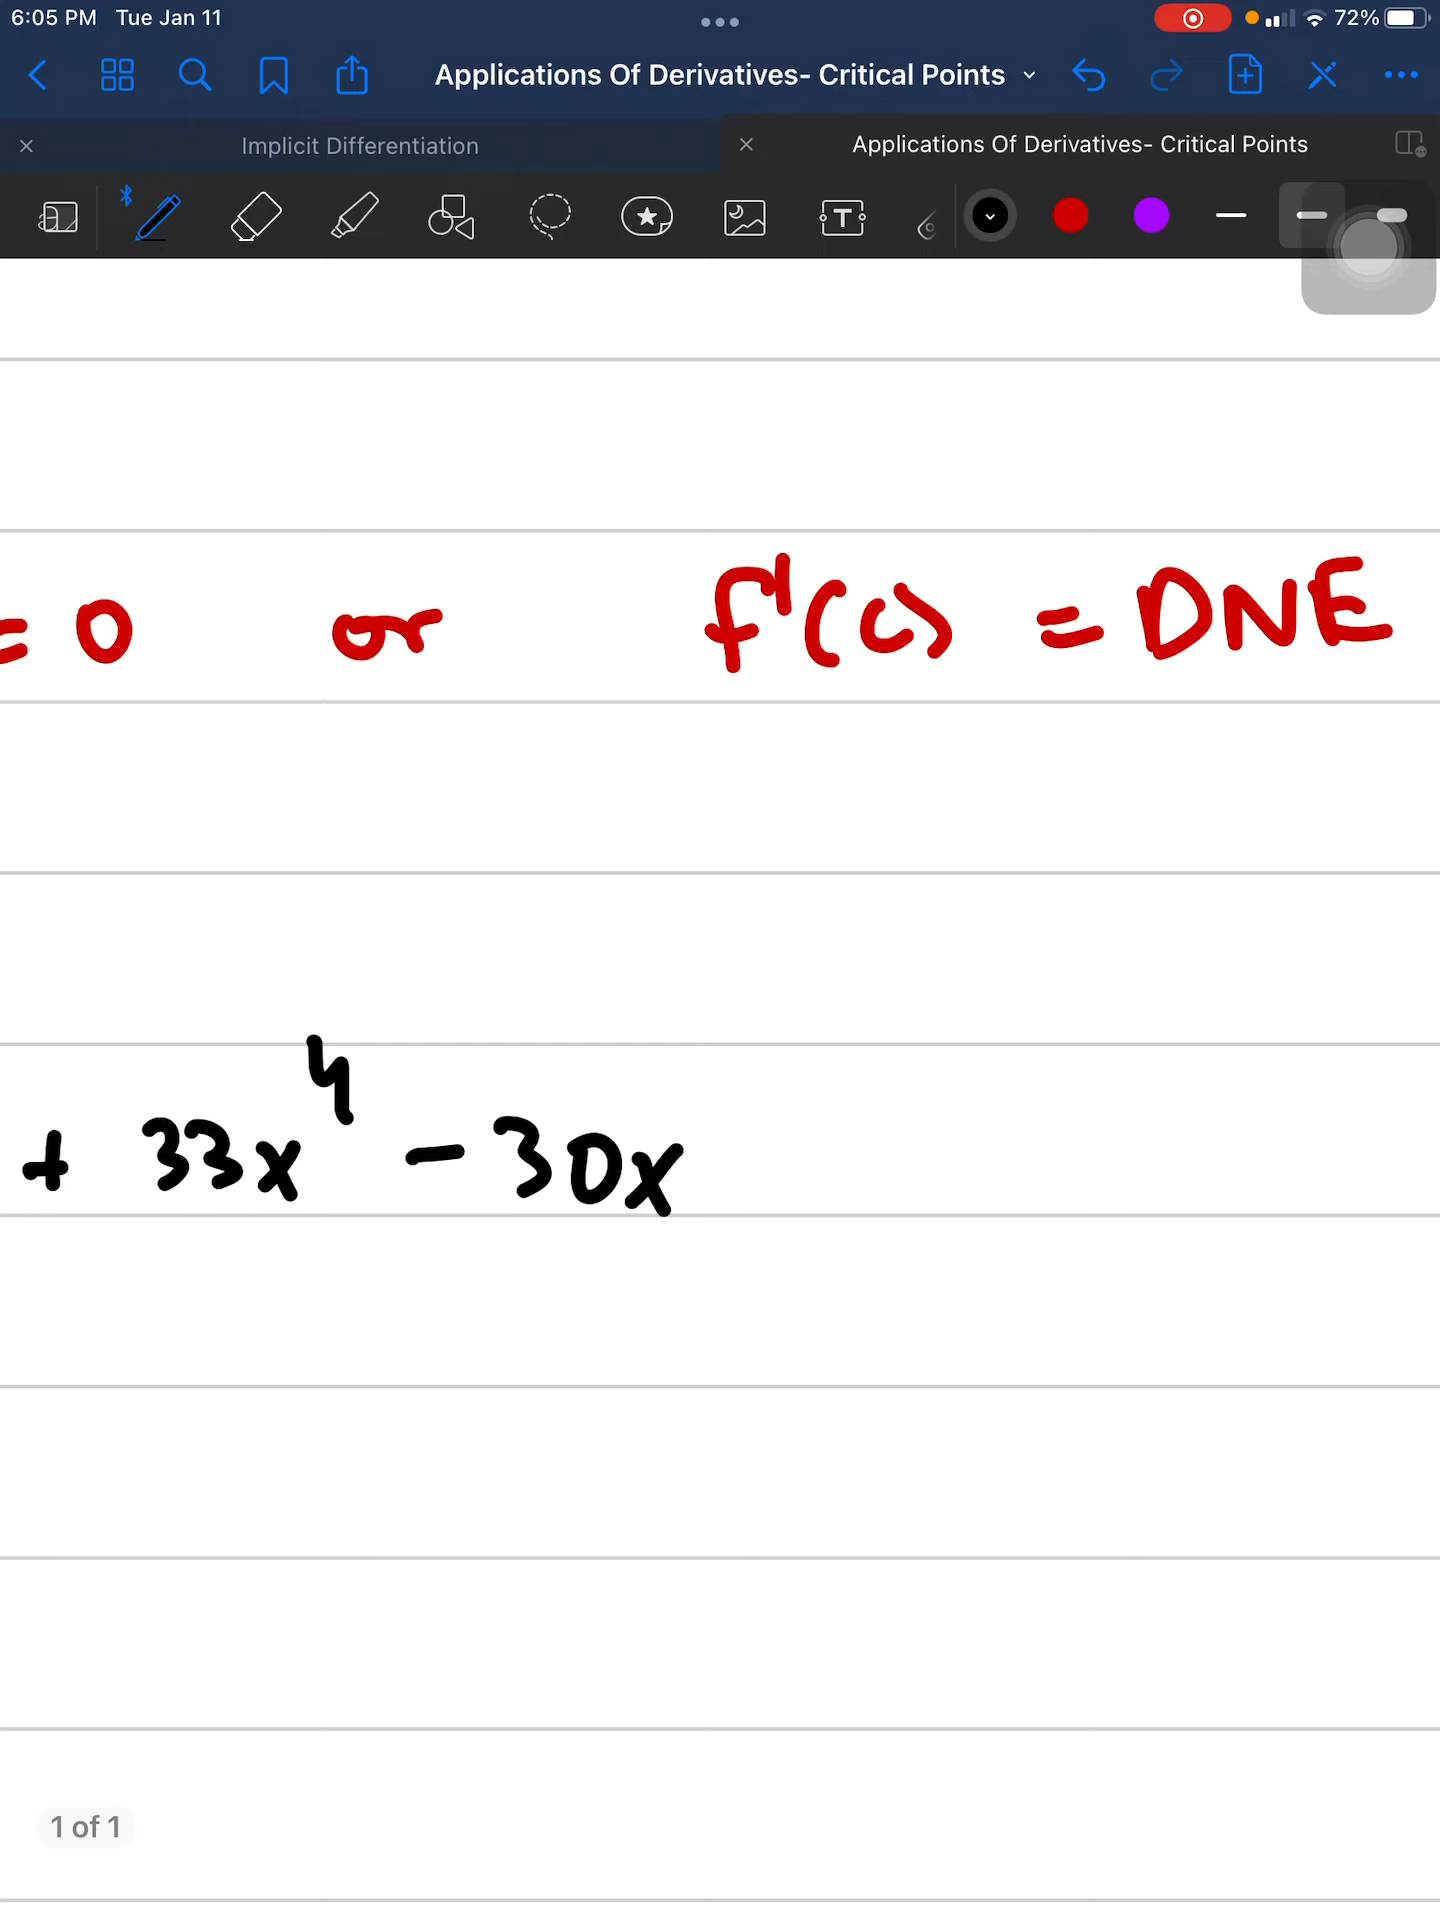 6:05 PM Tue Jan 11 72%
Applications Of Derivatives- Critical Points
Implicit Differentiation Applications Of Derivatives- Critical Points
= 0 or f'(c) = DNE
+ 33x⁴ - 30x
1 of 1